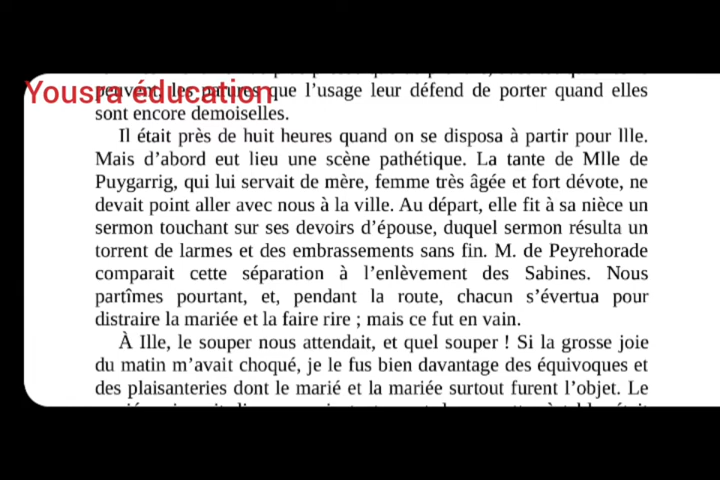 Yousra éducation
peuvent, les parures que l’usage leur défend de porter quand elles
sont encore demoiselles.
Il était près de huit heures quand on se disposa à partir pour Ille.
Mais d’abord eut lieu une scène pathétique. La tante de Mlle de
Puygarrig, qui lui servait de mère, femme très âgée et fort dévote, ne
devait point aller avec nous à la ville. Au départ, elle fit à sa nièce un
sermon touchant sur ses devoirs d’épouse, duquel sermon résulta un
torrent de larmes et des embrassements sans fin. M. de Peyrehorade
comparait cette séparation à l’enlèvement des Sabines. Nous
partîmes pourtant, et, pendant la route, chacun s’évertua pour
distraire la mariée et la faire rire ; mais ce fut en vain.
À Ille, le souper nous attendait, et quel souper ! Si la grosse joie
du matin m’avait choqué, je le fus bien davantage des équivoques et
des plaisanteries dont le marié et la mariée surtout furent l’objet. Le